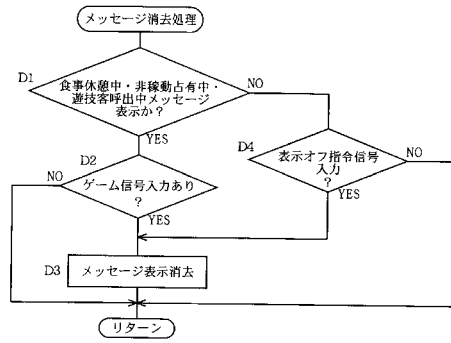 メッセージ消去処理
D1
食事休憩中・非稼動占有中・
遊技客呼出中メッセージ
表示か?
NO
YES
D2
NO
ゲーム信号入力あり
?
YES
D4
表示オフ指令信号
入力
?
NO
YES
D3
メッセージ表示消去
リターン